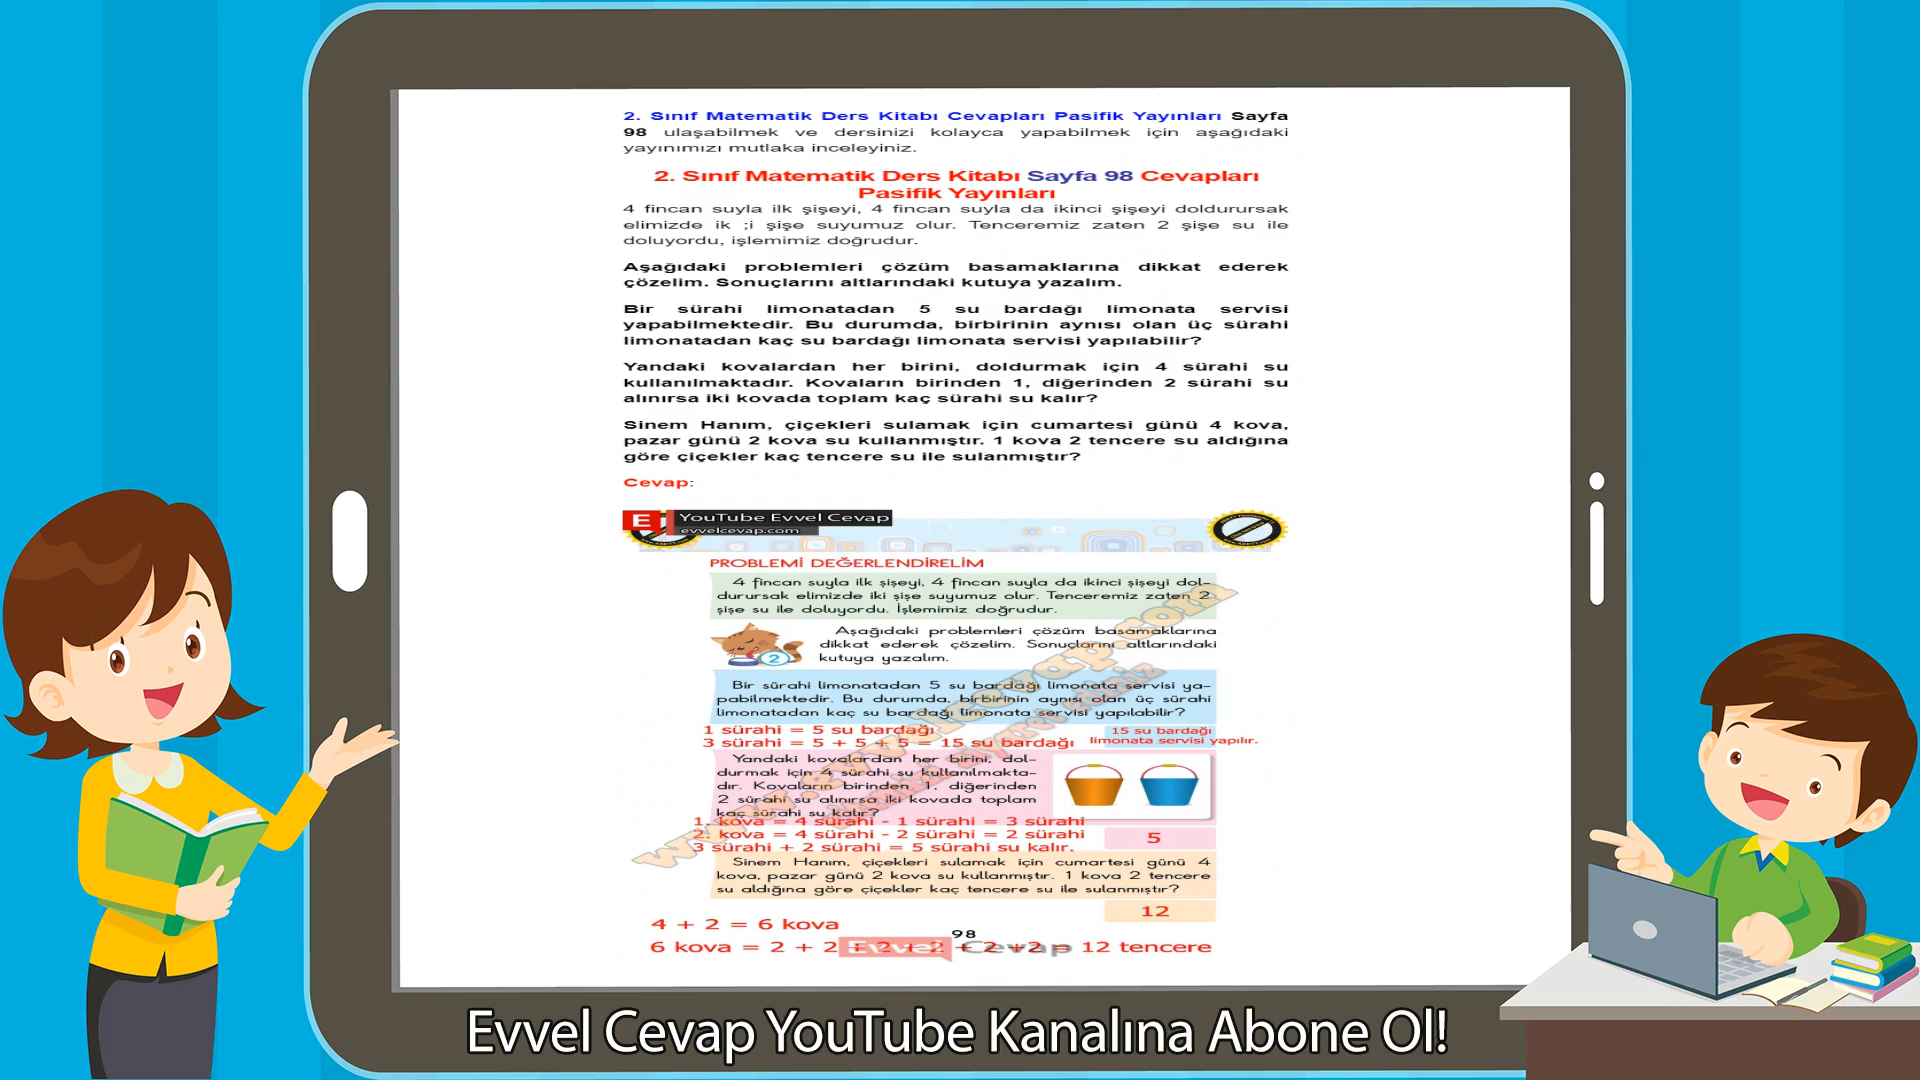 2. Sınıf Matematik Ders Kitabı Cevapları Pasifik Yayınları Sayfa
98 ulaşabilmek ve dersinizi kolayca yapabilmek için aşağıdaki
yayınımızı mutlaka inceleyiniz.
2. Sınıf Matematik Ders Kitabı Sayfa 98 Cevapları
Pasifik Yayınları
4 fincan suyla ilk şişeyi, 4 fincan suyla da ikinci şişeyi doldurursak
elimizde ik ;i şişe suyumuz olur. Tenceremiz zaten 2 şişe su ile
doluyordu, işlemimiz doğrudur.
Aşağıdaki problemleri çözüm basamaklarına dikkat ederek
çözelim. Sonuçlarını altlarındaki kutuya yazalım.
Bir sürahi limonatadan 5 su bardağı limonata servisi
yapabilmektedir. Bu durumda, birbirinin aynısı olan üç sürahi
limonatadan kaç su bardağı limonata servisi yapılabilir?
Yandaki kovalardan her birini, doldurmak için 4 sürahi su
kullanılmaktadır. Kovaların birinden 1, diğerinden 2 sürahi su
alınırsa iki kovada toplam kaç sürahi su kalır?
Sinem Hanım, çiçekleri sulamak için cumartesi günü 4 kova,
pazar günü 2 kova su kullanmıştır. 1 kova 2 tencere su aldığına
göre çiçekler kaç tencere su ile sulanmıştır?
Cevap:
E YouTube Evvel Cevap
evvelcevap.com
PROBLEMİ DEĞERLENDİRELİM
4 fincan suyla ilk şişeyi, 4 fincan suyla da ikinci şişeyi dol-
durursak elimizde iki şişe suyumuz olur. Tenceremiz zaten 2
şişe su ile doluyordu. İşlemimiz doğrudur.
2
Aşağıdaki problemleri çözüm basamaklarına
dikkat ederek çözelim. Sonuçlarını altlarındaki
kutuya yazalım.
Bir sürahi limonatadan 5 su bardağı limonata servisi ya-
pabilmektedir. Bu durumda, birbirinin aynısı olan üç sürahi
limonatadan kaç su bardağı limonata servisi yapılabilir?
1 sürahi = 5 su bardağı
3 sürahi = 5 + 5 + 5 = 15 su bardağı
15 su bardağı
limonata servisi yapılır.
Yandaki kovalardan her birini, dol-
durmak için 4 sürahi su kullanılmakta-
dır. Kovaların birinden 1, diğerinden
2 sürahi su alınırsa iki kovada toplam
kaç sürahi su kalır?
1. kova = 4 sürahi - 1 sürahi = 3 sürahi
2. kova = 4 sürahi - 2 sürahi = 2 sürahi
3 sürahi + 2 sürahi = 5 sürahi su kalır.
5
Sinem Hanım, çiçekleri sulamak için cumartesi günü 4
kova, pazar günü 2 kova su kullanmıştır. 1 kova 2 tencere
su aldığına göre çiçekler kaç tencere su ile sulanmıştır?
12
4 + 2 = 6 kova
98
6 kova = 2 + 2 + 2 + 2 + 2 +2 = 12 tencere
Evvel Cevap
www.evvelcevap.com
Evvel Cevap YouTube Kanalına Abone Ol!